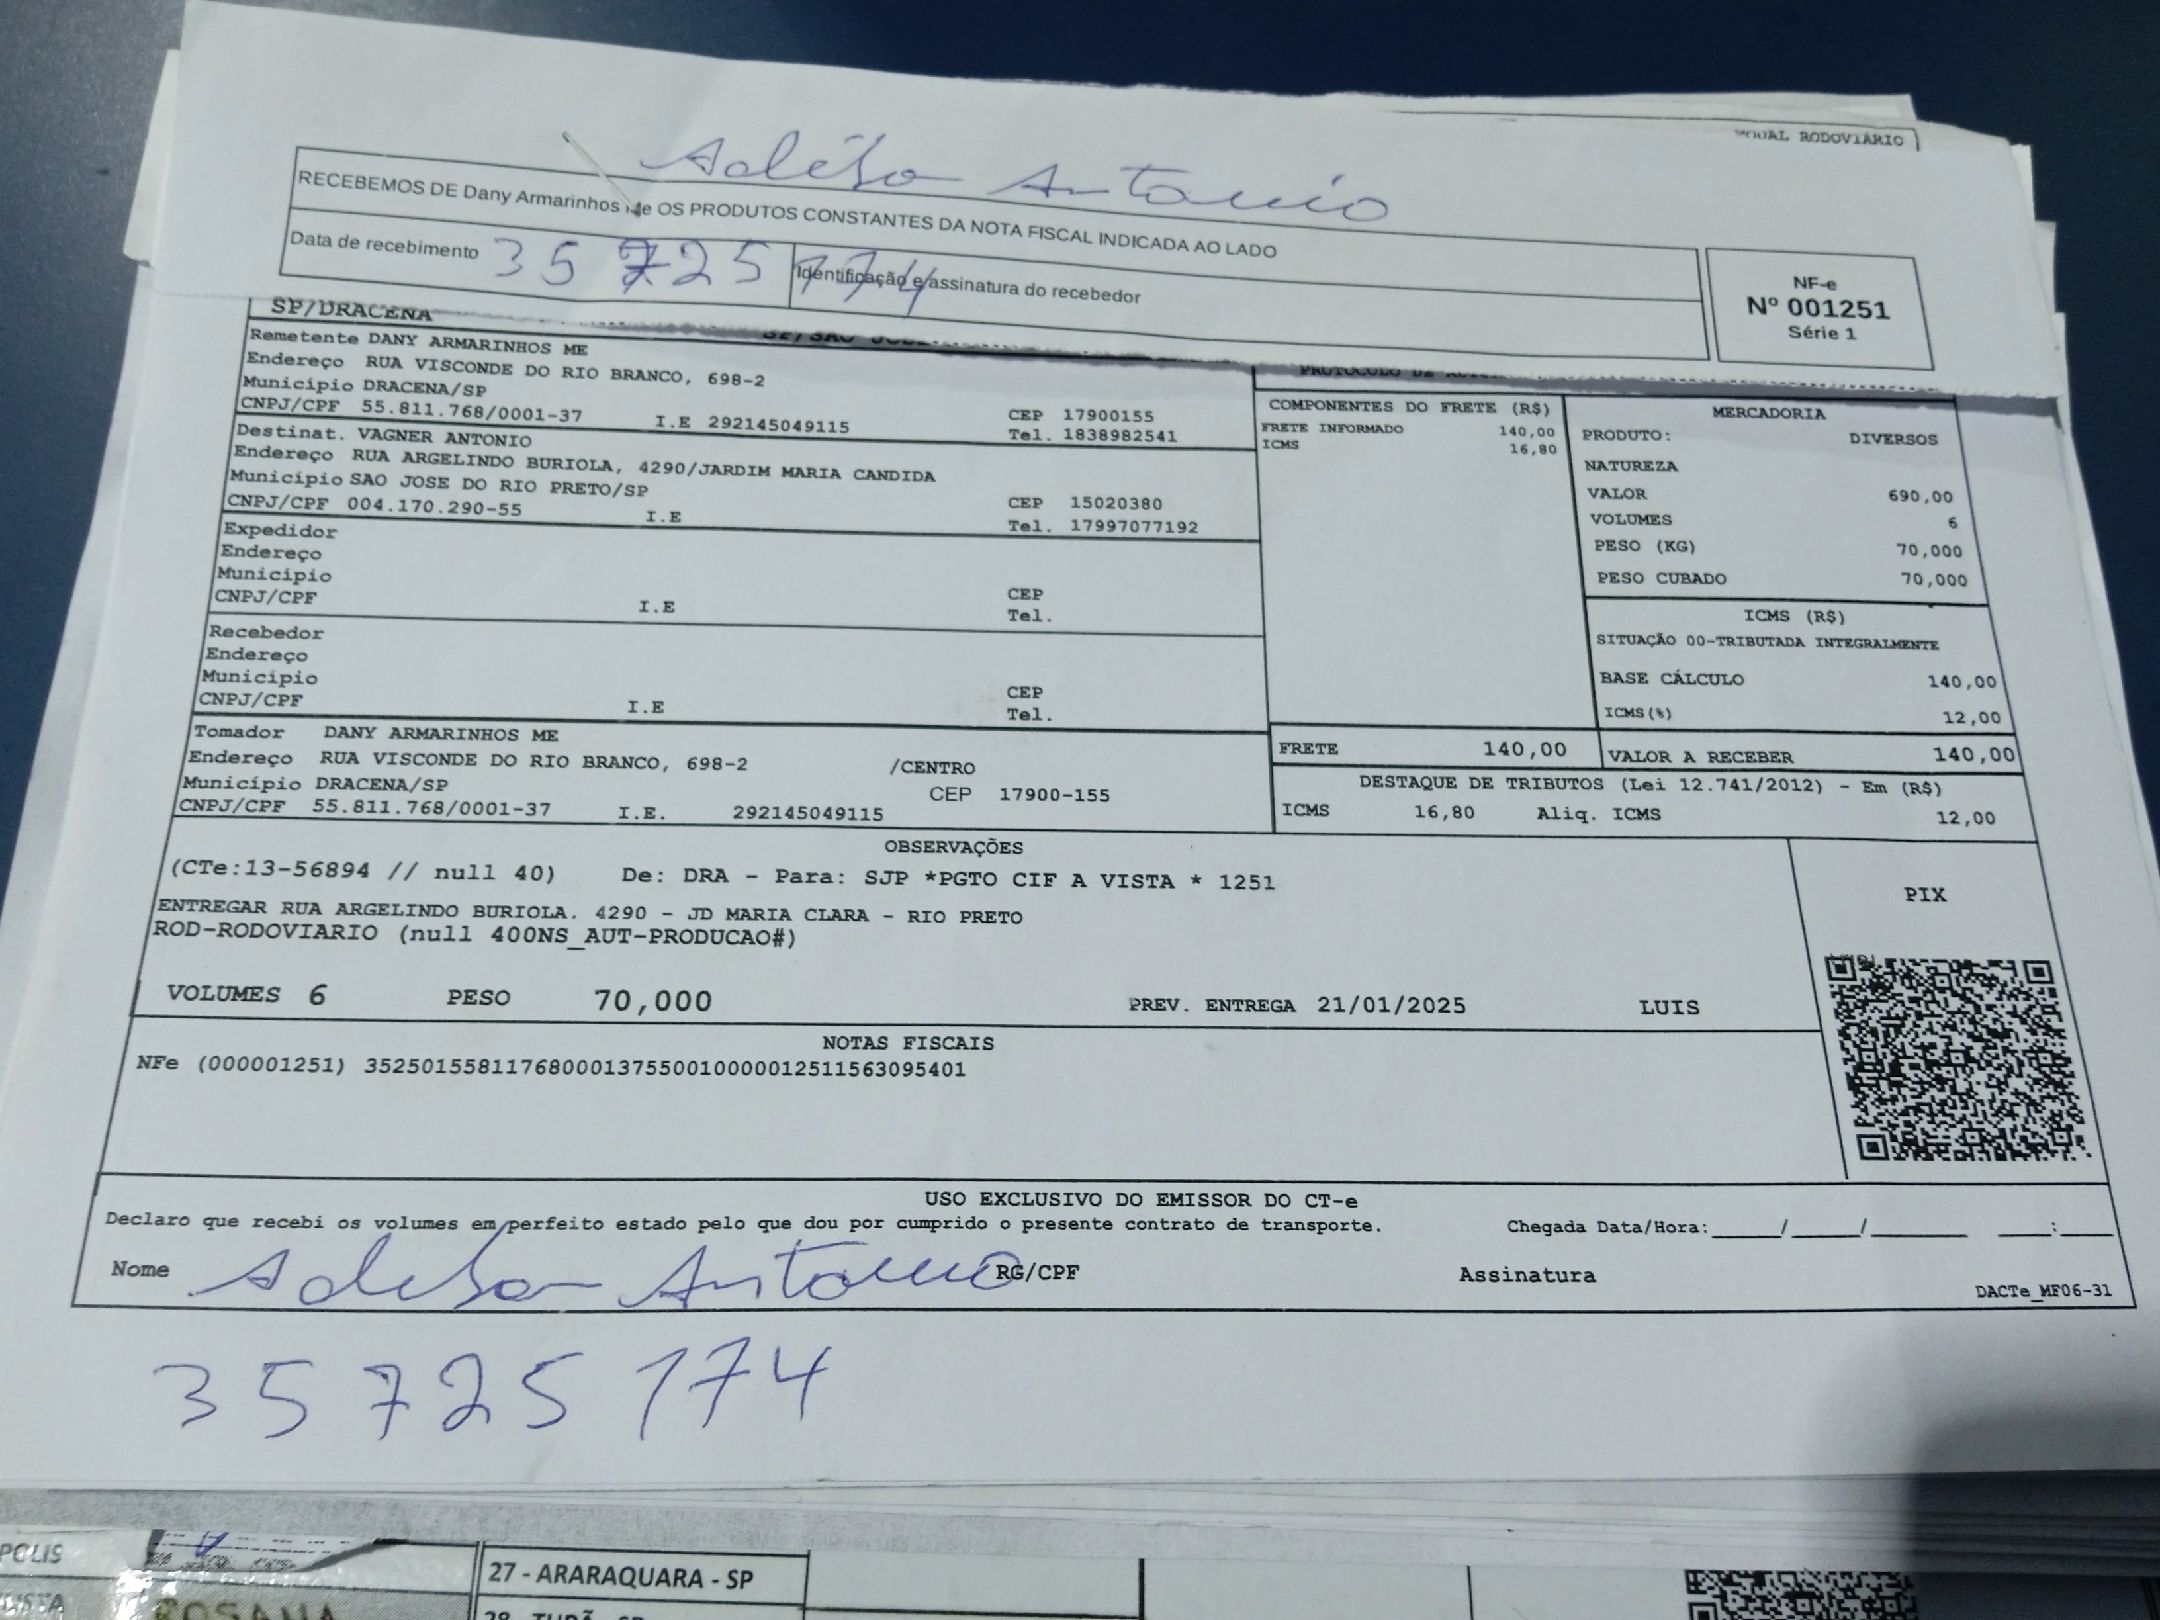 MODAL RODOVIÁRIO
Antonio
RECEBEMOS DE Dany Armarinhos Me OS PRODUTOS CONSTANTES DA NOTA FISCAL INDICADA AO LADO
Data de recebimento 35 725 174 Identificação e assinatura do recebedor
NF-e
Nº 001251
Série 1
SP/DRACENA
Remetente DANY ARMARINHOS ME
Endereço RUA VISCONDE DO RIO BRANCO, 698-2
Município DRACENA/SP
CNPJ/CPF 55.811.768/0001-37 I.E 292145049115
CEP 17900155
Tel. 1838982541
Destinat. VAGNER ANTONIO
Endereço RUA ARGELINDO BURIOLA, 4290/JARDIM MARIA CANDIDA
Município SAO JOSE DO RIO PRETO/SP
CNPJ/CPF 004.170.290-55 I.E
CEP 15020380
Tel. 17997077192
Expedidor
Endereço
Município
CNPJ/CPF I.E
CEP
Tel.
Recebedor
Endereço
Município
CNPJ/CPF I.E
CEP
Tel.
Tomador DANY ARMARINHOS ME
Endereço RUA VISCONDE DO RIO BRANCO, 698-2 /CENTRO
Município DRACENA/SP CEP 17900-155
CNPJ/CPF 55.811.768/0001-37 I.E. 292145049115
COMPONENTES DO FRETE (R$)
FRETE INFORMADO 140,00
ICMS 16,80
MERCADORIA
PRODUTO: DIVERSOS
NATUREZA
VALOR 690,00
VOLUMES 6
PESO (KG) 70,000
PESO CUBADO 70,000
ICMS (R$)
SITUAÇÃO 00-TRIBUTADA INTEGRALMENTE
BASE CÁLCULO 140,00
ICMS(%) 12,00
FRETE 140,00 VALOR A RECEBER 140,00
DESTAQUE DE TRIBUTOS (Lei 12.741/2012) - Em (R$)
ICMS 16,80 Aliq. ICMS 12,00
OBSERVAÇÕES
(CTe:13-56894 // null 40) De: DRA - Para: SJP *PGTO CIF A VISTA * 1251
ENTREGAR RUA ARGELINDO BURIOLA. 4290 - JD MARIA CLARA - RIO PRETO
ROD-RODOVIARIO (null 400NS_AUT-PRODUCAO#)
PIX
VOLUMES 6 PESO 70,000 PREV. ENTREGA 21/01/2025 LUIS
NOTAS FISCAIS
NFe (000001251) 35250155811768000137550010000012511563095401
USO EXCLUSIVO DO EMISSOR DO CT-e
Declaro que recebi os volumes em perfeito estado pelo que dou por cumprido o presente contrato de transporte. Chegada Data/Hora:_____/_____/_______ ____:____
Nome Antonio RG/CPF Assinatura
DACTe_MF06-31
35725174
POLIS
27 - ARARAQUARA - SP
ROSANA